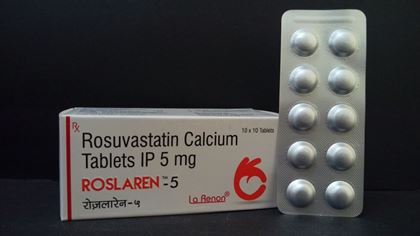 Rx
10 x 10 Tablets
Rosuvastatin Calcium
Tablets IP 5 mg
ROSLAREN™-5
रोज़लारेन-५
La Renon®